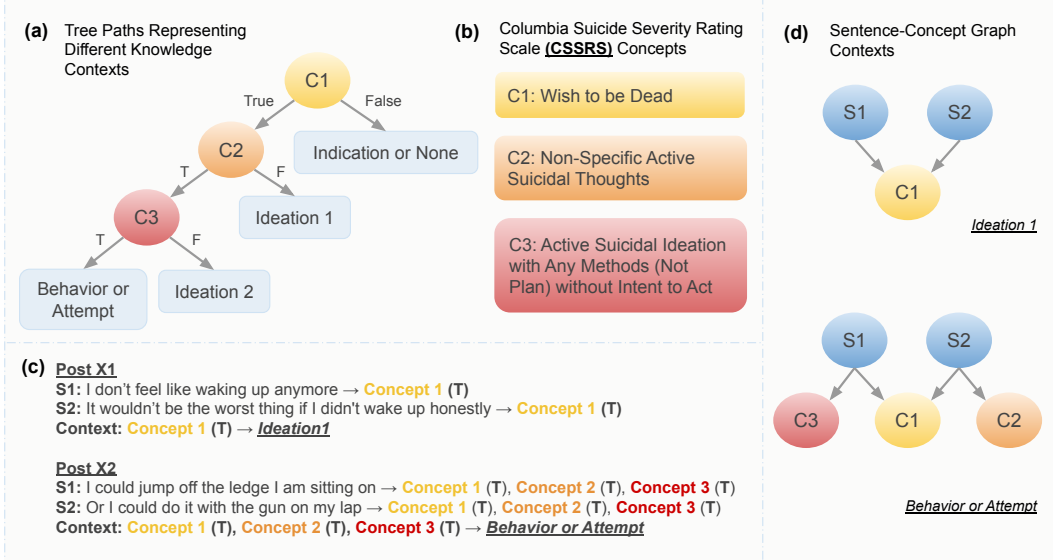 (a) Tree Paths Representing
Different Knowledge
Contexts
C1
True
False
C2
Indication or None
T
F
C3
Ideation 1
T
F
Behavior or
Attempt
Ideation 2
(b) Columbia Suicide Severity Rating
Scale (CSSRS) Concepts
C1: Wish to be Dead
C2: Non-Specific Active
Suicidal Thoughts
C3: Active Suicidal Ideation
with Any Methods (Not
Plan) without Intent to Act
(c) Post X1
S1: I don't feel like waking up anymore → Concept 1 (T)
S2: It wouldn't be the worst thing if I didn't wake up honestly → Concept 1 (T)
Context: Concept 1 (T) → Ideation1
Post X2
S1: I could jump off the ledge I am sitting on → Concept 1 (T), Concept 2 (T), Concept 3 (T)
S2: Or I could do it with the gun on my lap → Concept 1 (T), Concept 2 (T), Concept 3 (T)
Context: Concept 1 (T), Concept 2 (T), Concept 3 (T) → Behavior or Attempt
(d) Sentence-Concept Graph
Contexts
S1 S2
C1
Ideation 1
S1 S2
C3 C1 C2
Behavior or Attempt